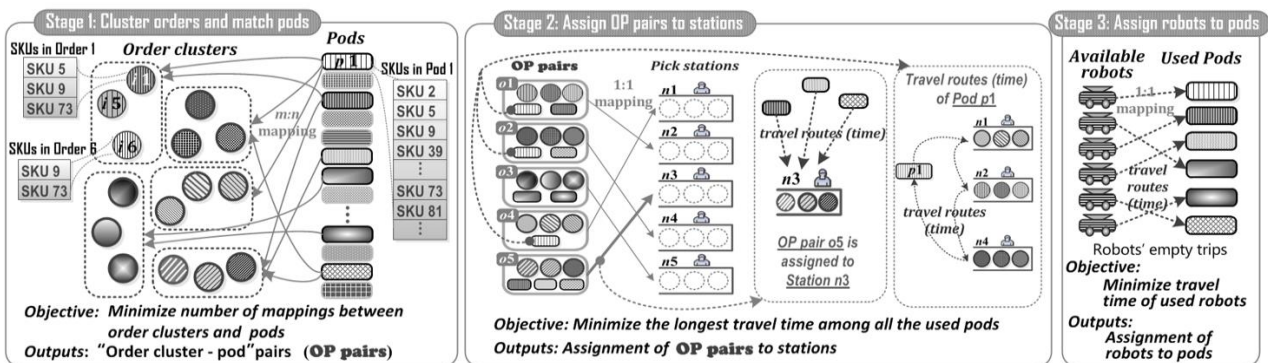 Stage 1: Cluster orders and match pods
SKUs in Order 1
SKU 5
SKU 9
SKU 73
Order clusters
i 1
i 5
i 6
SKUs in Order 6
SKU 9
SKU 73
m:n
mapping
Pods
p 1
SKUs in Pod 1
SKU 2
SKU 5
SKU 9
SKU 39
⋮
SKU 73
SKU 81
⋮
Objective: Minimize number of mappings between
order clusters and pods
Outputs: "Order cluster - pod"pairs (OP pairs)
Stage 2: Assign OP pairs to stations
OP pairs
o1
o2
o3
o4
o5
1:1
mapping
Pick stations
n1
n2
n3
n4
n5
travel routes (time)
n3
OP pair o5 is
assigned to
Station n3
Travel routes (time)
of Pod p1
n1
p1
n2
travel routes
(time)
n4
Objective: Minimize the longest travel time among all the used pods
Outputs: Assignment of OP pairs to stations
Stage 3: Assign robots to pods
Available
robots
Used Pods
1:1
mapping
travel
routes
(time)
Robots' empty trips
Objective:
Minimize travel
time of used robots
Outputs:
Assignment of
robots to pods